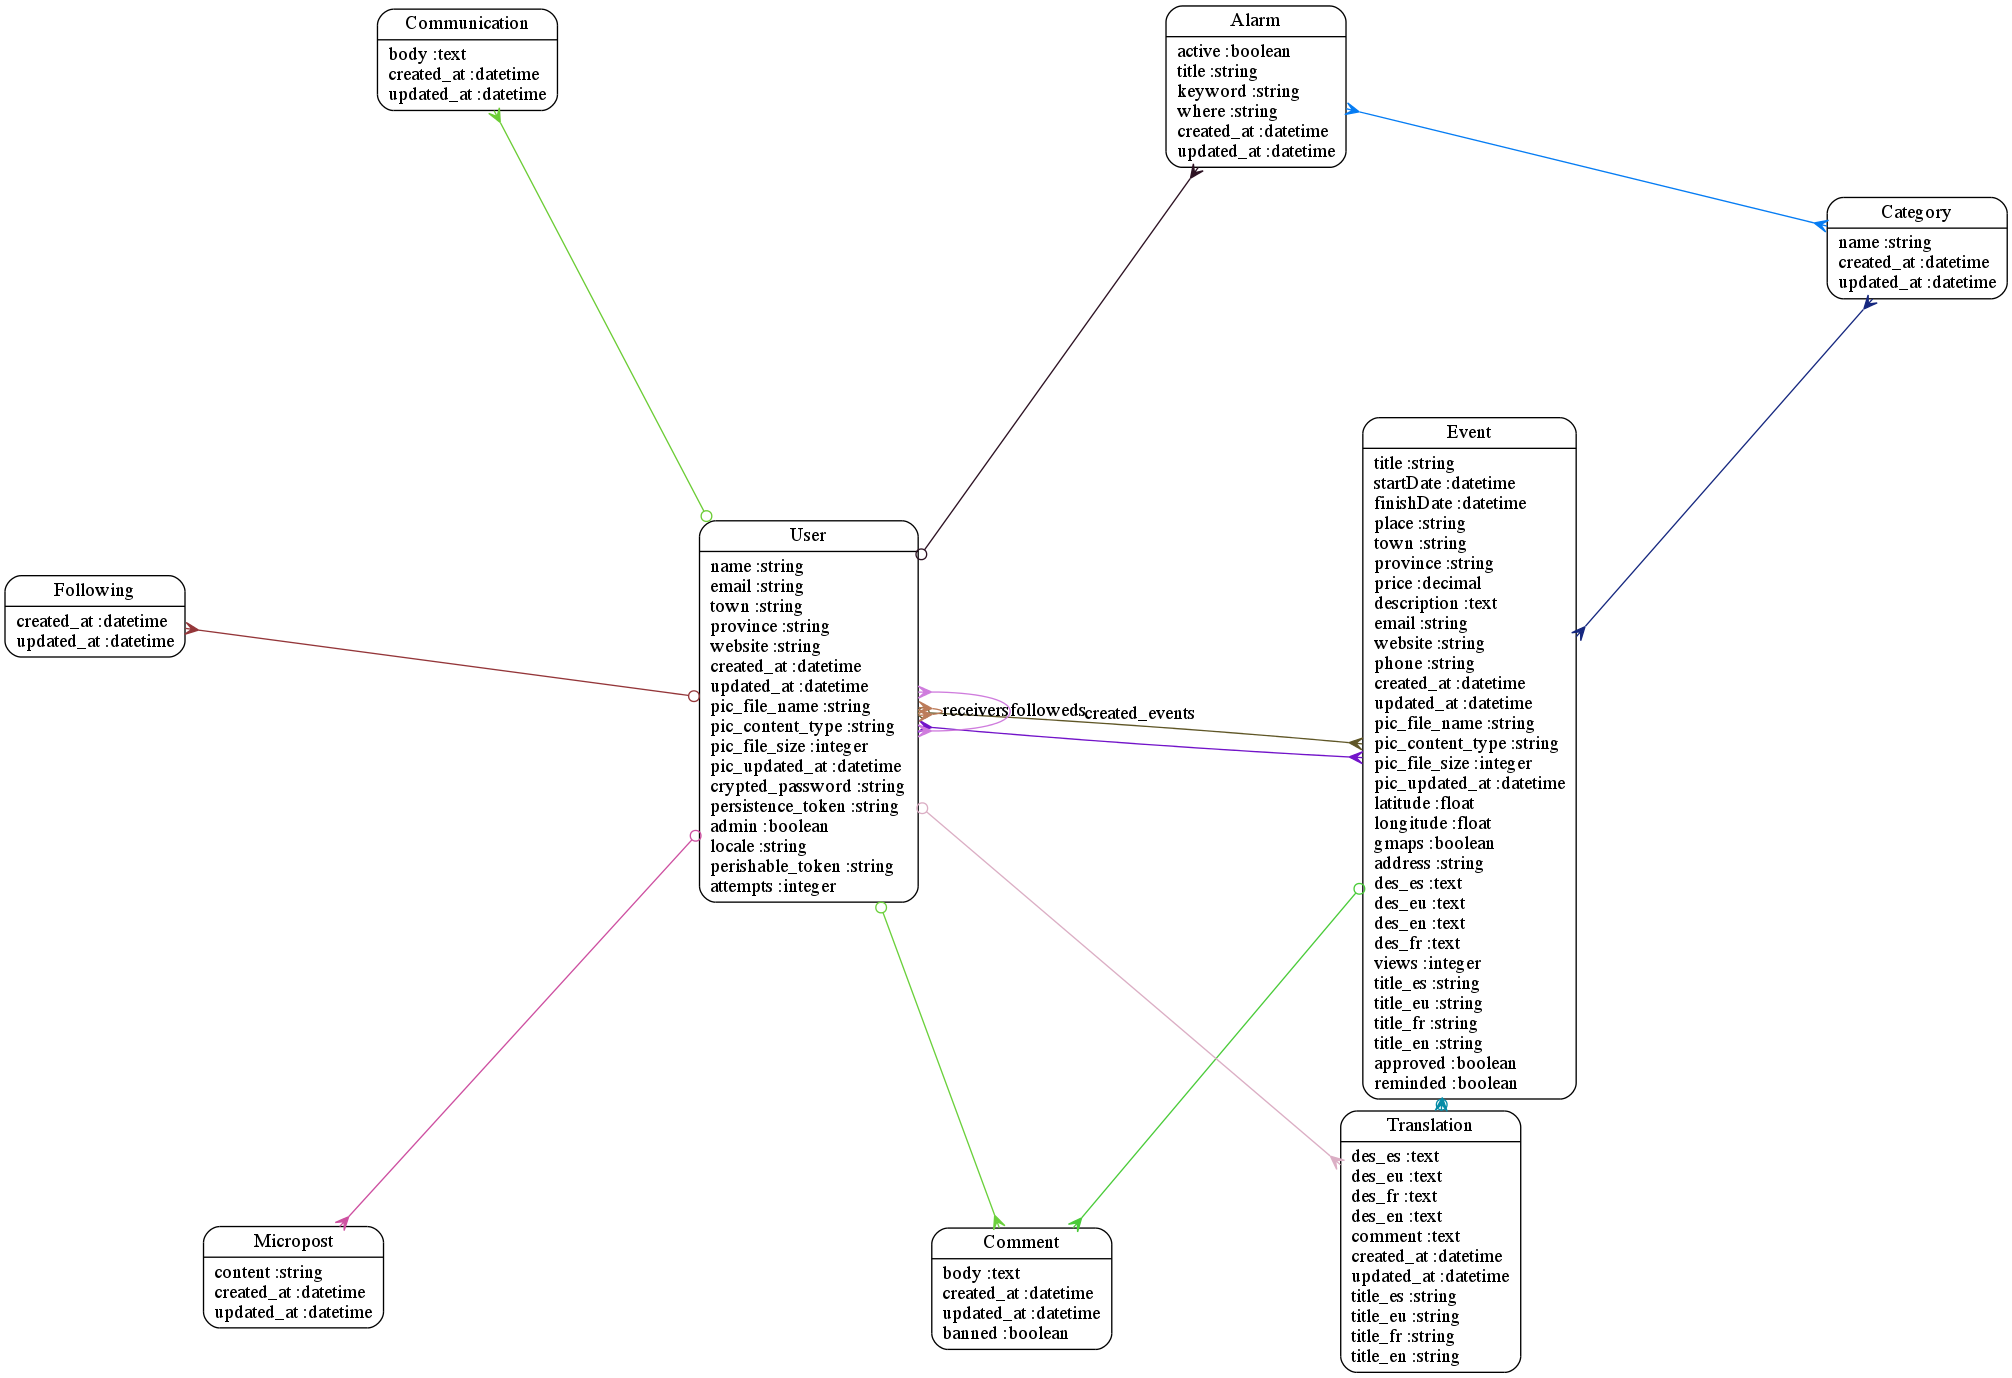 Communication
body :text
created_at :datetime
updated_at :datetime
Alarm
active :boolean
title :string
keyword :string
where :string
created_at :datetime
updated_at :datetime
Category
name :string
created_at :datetime
updated_at :datetime
Event
title :string
startDate :datetime
finishDate :datetime
place :string
town :string
province :string
price :decimal
description :text
email :string
website :string
phone :string
created_at :datetime
updated_at :datetime
pic_file_name :string
pic_content_type :string
pic_file_size :integer
pic_updated_at :datetime
latitude :float
longitude :float
gmaps :boolean
address :string
des_es :text
des_eu :text
des_en :text
des_fr :text
views :integer
title_es :string
title_eu :string
title_fr :string
title_en :string
approved :boolean
reminded :boolean
User
name :string
email :string
town :string
province :string
website :string
created_at :datetime
updated_at :datetime
pic_file_name :string
pic_content_type :string
pic_file_size :integer
pic_updated_at :datetime
crypted_password :string
persistence_token :string
admin :boolean
locale :string
perishable_token :string
attempts :integer
receivers
followeds
created_events
Following
created_at :datetime
updated_at :datetime
Translation
des_es :text
des_eu :text
des_fr :text
des_en :text
comment :text
created_at :datetime
updated_at :datetime
title_es :string
title_eu :string
title_fr :string
title_en :string
Micropost
content :string
created_at :datetime
updated_at :datetime
Comment
body :text
created_at :datetime
updated_at :datetime
banned :boolean